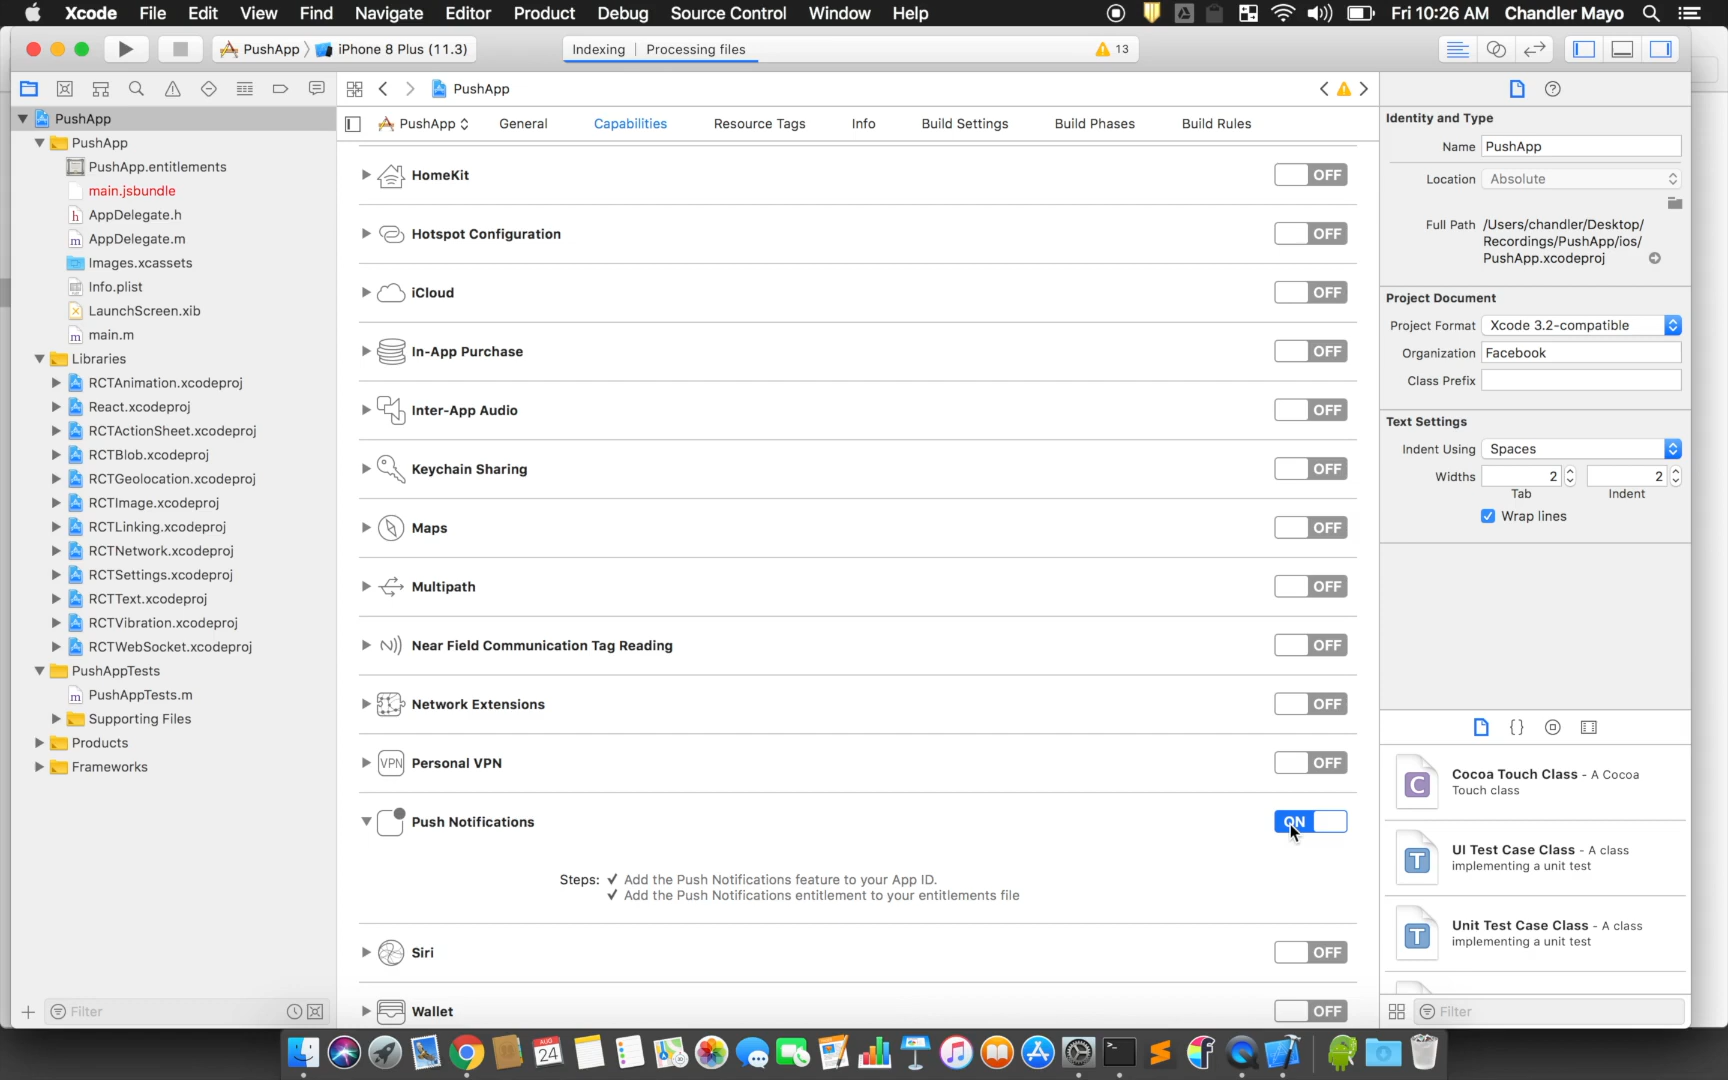 Xcode File Edit View Find Navigate Editor Product Debug Source Control Window Help Fri 10:26 AM Chandler Mayo
PushApp iPhone 8 Plus (11.3) Indexing | Processing files 13
PushApp
PushApp General Capabilities Resource Tags Info Build Settings Build Phases Build Rules
PushApp
PushApp
PushApp.entitlements
main.jsbundle
h AppDelegate.h
m AppDelegate.m
Images.xcassets
Info.plist
LaunchScreen.xib
m main.m
Libraries
RCTAnimation.xcodeproj
React.xcodeproj
RCTActionSheet.xcodeproj
RCTBlob.xcodeproj
RCTGeolocation.xcodeproj
RCTImage.xcodeproj
RCTLinking.xcodeproj
RCTNetwork.xcodeproj
RCTSettings.xcodeproj
RCTText.xcodeproj
RCTVibration.xcodeproj
RCTWebSocket.xcodeproj
PushAppTests
m PushAppTests.m
Supporting Files
Products
Frameworks
Filter
HomeKit OFF
Hotspot Configuration OFF
iCloud OFF
In-App Purchase OFF
Inter-App Audio OFF
Keychain Sharing OFF
Maps OFF
Multipath OFF
Near Field Communication Tag Reading OFF
Network Extensions OFF
VPN Personal VPN OFF
Push Notifications ON
Steps: ✓ Add the Push Notifications feature to your App ID.
✓ Add the Push Notifications entitlement to your entitlements file
Siri OFF
Wallet OFF
Identity and Type
Name PushApp
Location Absolute
Full Path /Users/chandler/Desktop/
Recordings/PushApp/ios/
PushApp.xcodeproj
Project Document
Project Format Xcode 3.2-compatible
Organization Facebook
Class Prefix
Text Settings
Indent Using Spaces
Widths 2 2
Tab Indent
Wrap lines
{}
C Cocoa Touch Class - A Cocoa
Touch class
T UI Test Case Class - A class
implementing a unit test
T Unit Test Case Class - A class
implementing a unit test
Filter
AUG
24